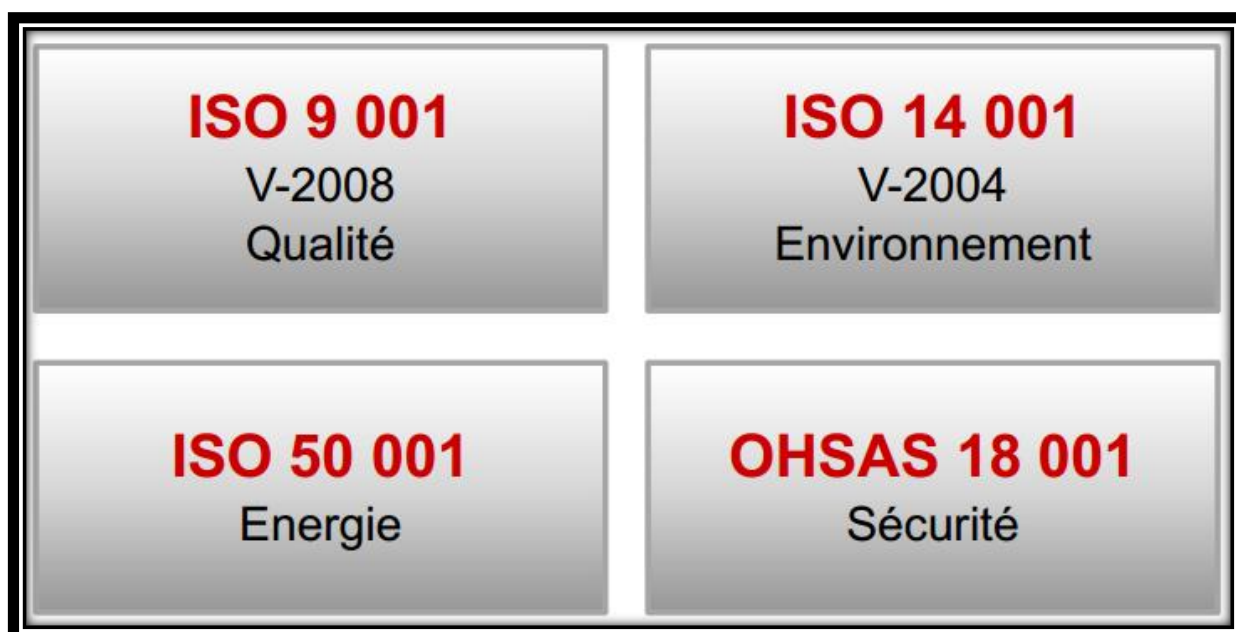 ISO 9 001
V-2008
Qualité
ISO 14 001
V-2004
Environnement
ISO 50 001
Energie
OHSAS 18 001
Sécurité